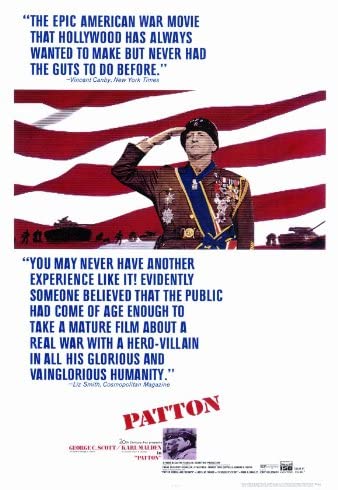 “THE EPIC AMERICAN WAR MOVIE
THAT HOLLYWOOD HAS ALWAYS
WANTED TO MAKE BUT NEVER HAD
THE GUTS TO DO BEFORE.”
—Vincent Canby, New York Times
“YOU MAY NEVER HAVE ANOTHER
EXPERIENCE LIKE IT! EVIDENTLY
SOMEONE BELIEVED THAT THE PUBLIC
HAD COME OF AGE ENOUGH TO
TAKE A MATURE FILM ABOUT A
REAL WAR WITH A HERO-VILLAIN
IN ALL HIS GLORIOUS AND
VAINGLORIOUS HUMANITY.”
—Liz Smith, Cosmopolitan Magazine
PATTON
GEORGE C. SCOTT / KARL MALDEN
in
“PATTON”